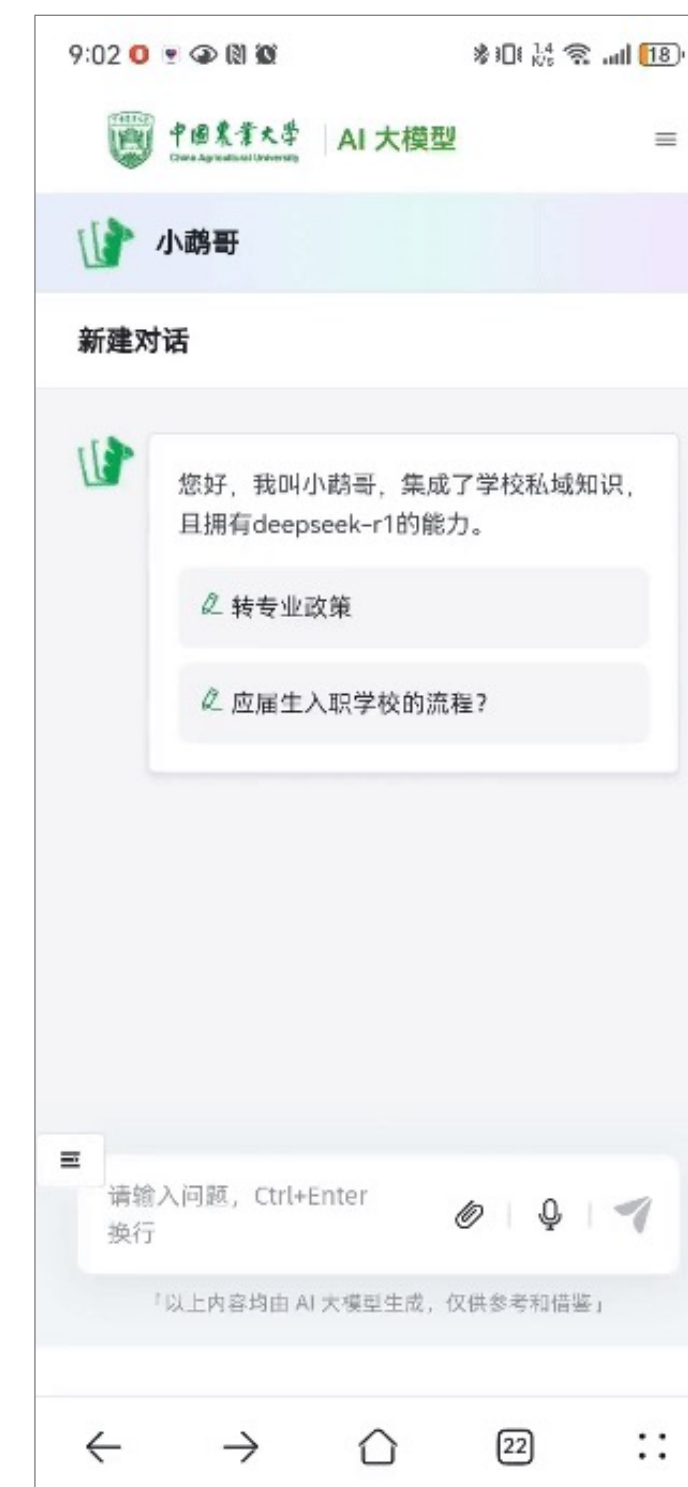 9:02
1.4
K/s
18
中国农业大学
China Agricultural University
AI 大模型
小鹉哥
新建对话
您好，我叫小鹉哥，集成了学校私域知识，
且拥有deepseek-r1的能力。
转专业政策
应届生入职学校的流程？
请输入问题，Ctrl+Enter
换行
「以上内容均由 AI 大模型生成，仅供参考和借鉴」
22